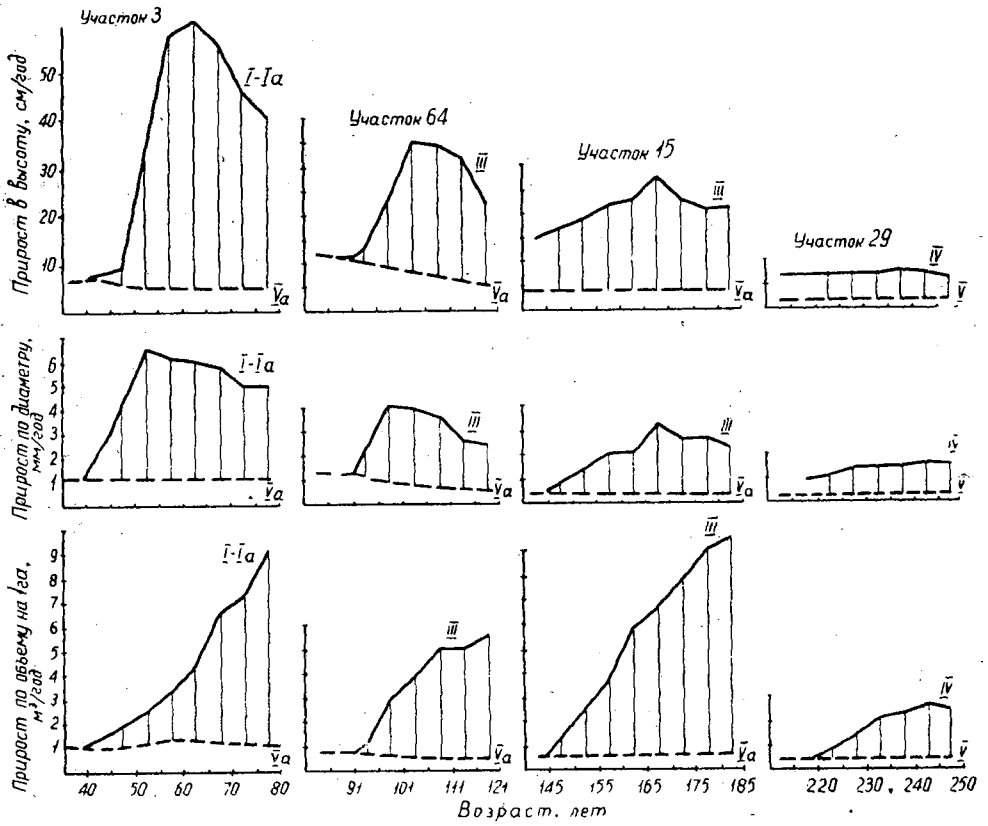 Участок 3
Прирост в высоту, см/год
50
40
30
20
10
I-Ia
Va
Участок 64
III
Va
Участок 15
III
Va
Участок 29
IV
V
Прирост по диаметру, мм/год
6
5
4
3
2
1
I-Ia
Va
III
Va
III
Va
IV
V
Прирост по объему на 1га, м³/год
9
8
7
6
5
4
3
2
1
I-Ia
Va
III
Va
III
Va
IV
V
40 50 60 70 80
91 101 111 121
145 155 165 175 185
220 230 240 250
Возраст, лет